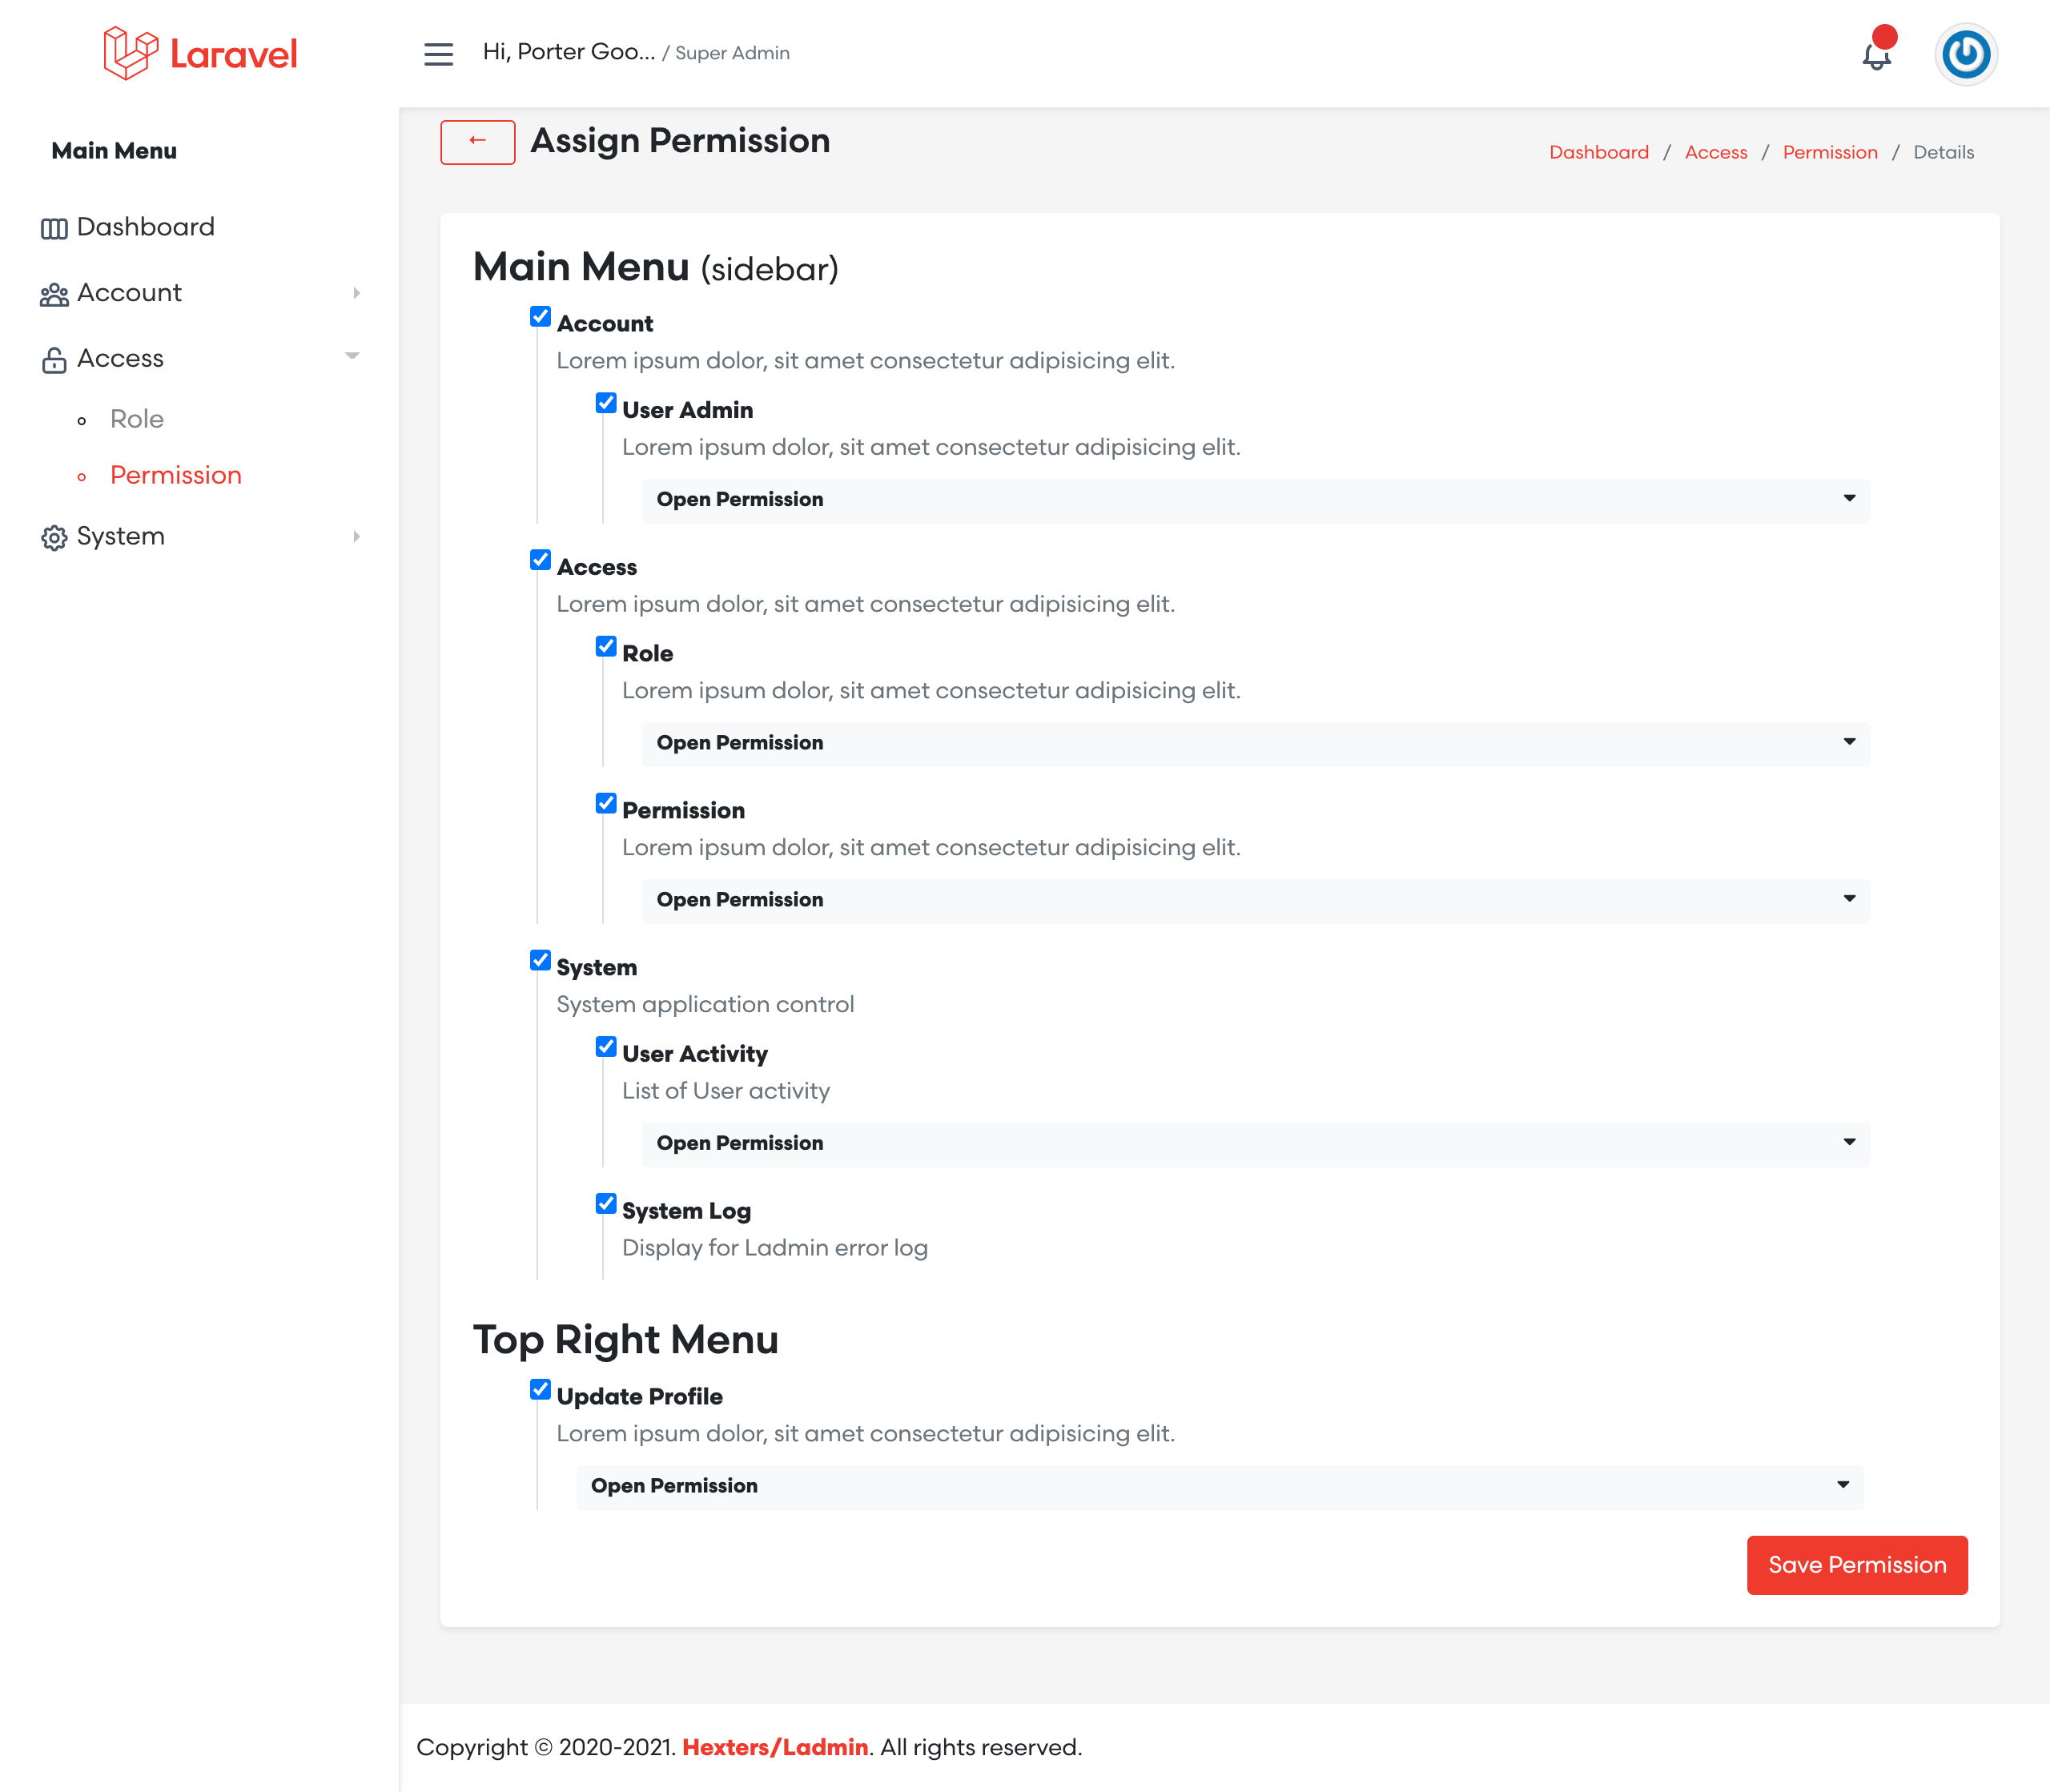 Laravel
Hi, Porter Goo... / Super Admin
Main Menu
Dashboard
Account
Access
Role
Permission
System
← Assign Permission
Dashboard / Access / Permission / Details
Main Menu (sidebar)
Account
Lorem ipsum dolor, sit amet consectetur adipisicing elit.
User Admin
Lorem ipsum dolor, sit amet consectetur adipisicing elit.
Open Permission
Access
Lorem ipsum dolor, sit amet consectetur adipisicing elit.
Role
Lorem ipsum dolor, sit amet consectetur adipisicing elit.
Open Permission
Permission
Lorem ipsum dolor, sit amet consectetur adipisicing elit.
Open Permission
System
System application control
User Activity
List of User activity
Open Permission
System Log
Display for Ladmin error log
Top Right Menu
Update Profile
Lorem ipsum dolor, sit amet consectetur adipisicing elit.
Open Permission
Save Permission
Copyright © 2020-2021. Hexters/Ladmin. All rights reserved.